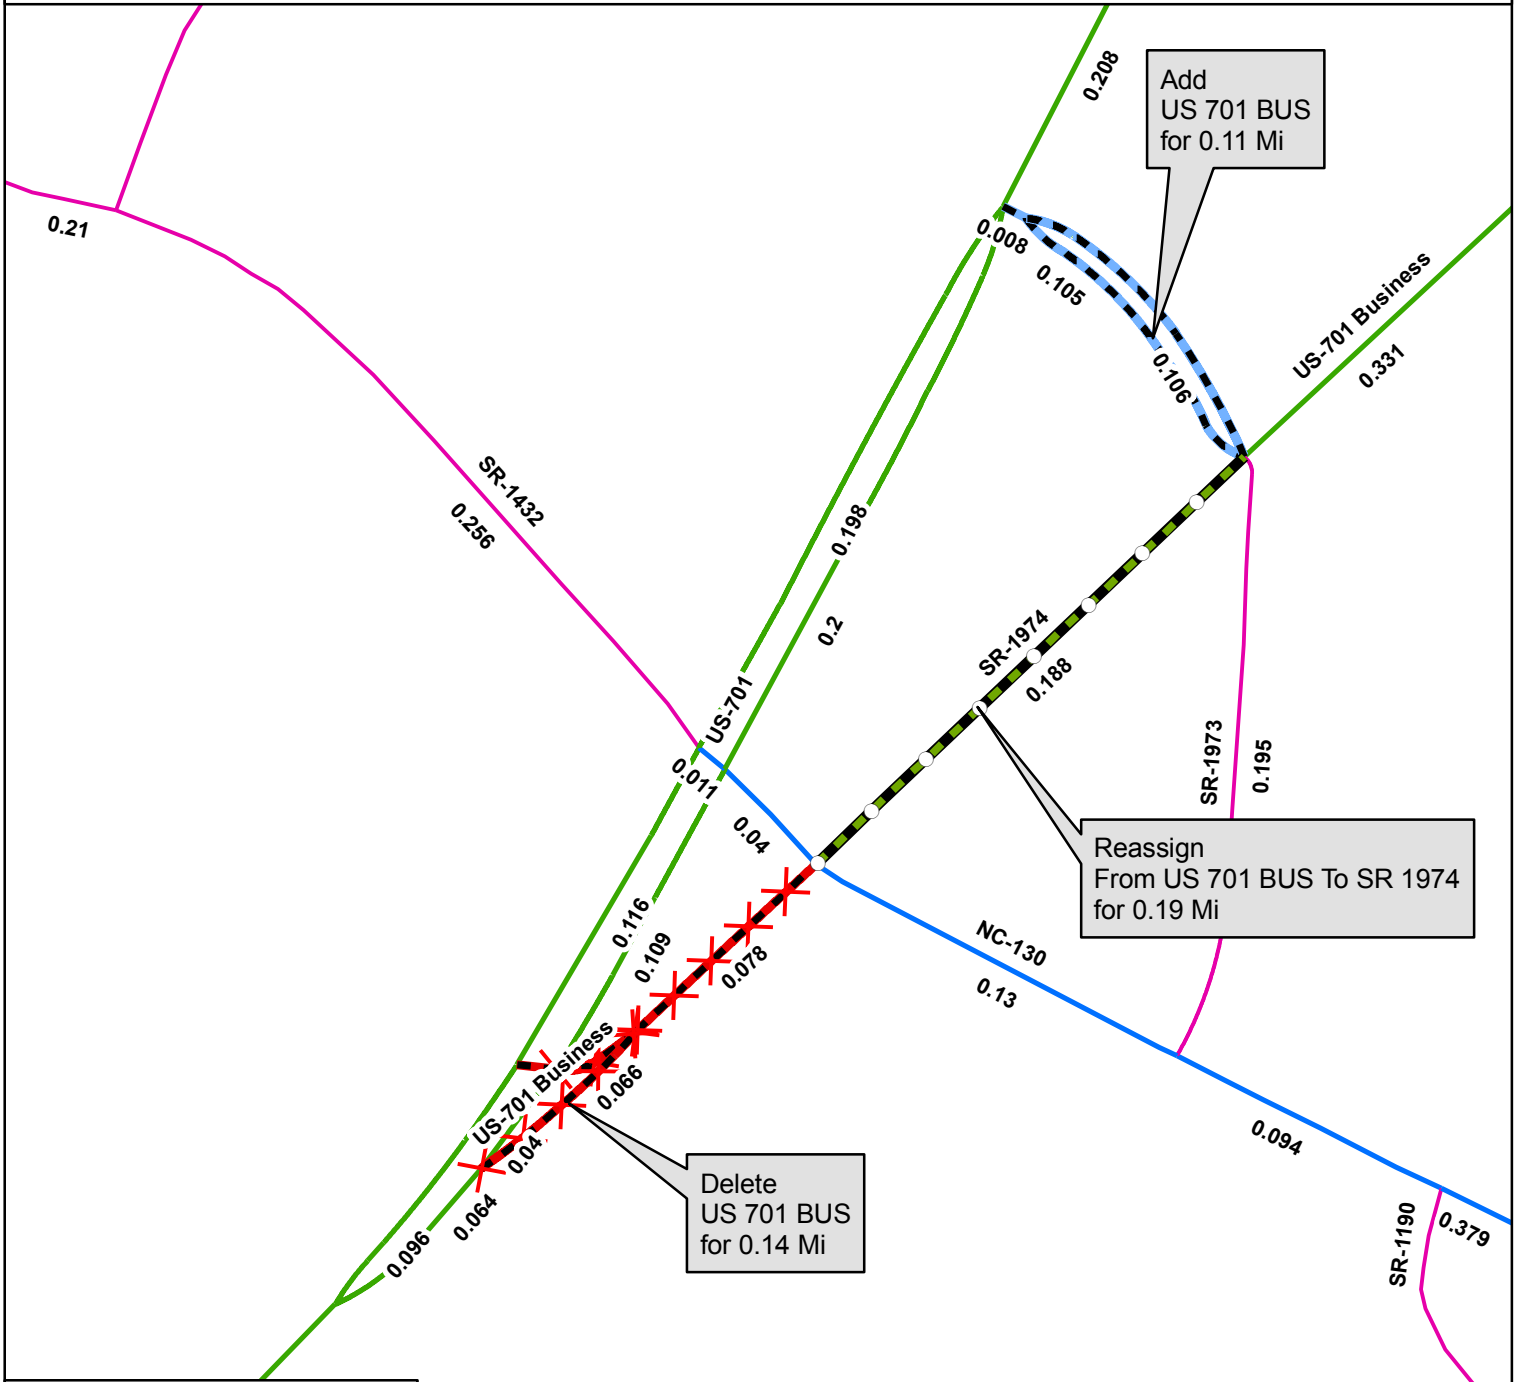 0.208
Add
US 701 BUS
for 0.11 Mi
0.21
0.008
0.105
0.106
US-701 Business
0.331
SR-1432
0.256
0.198
0.2
SR-1974
0.188
US-701
0.011
0.04
SR-1973
0.195
Reassign
From US 701 BUS To SR 1974
for 0.19 Mi
0.116
0.109
0.078
NC-130
0.13
US-701 Business
0.066
0.04
0.064
0.096
Delete
US 701 BUS
for 0.14 Mi
0.094
SR-1190
0.379